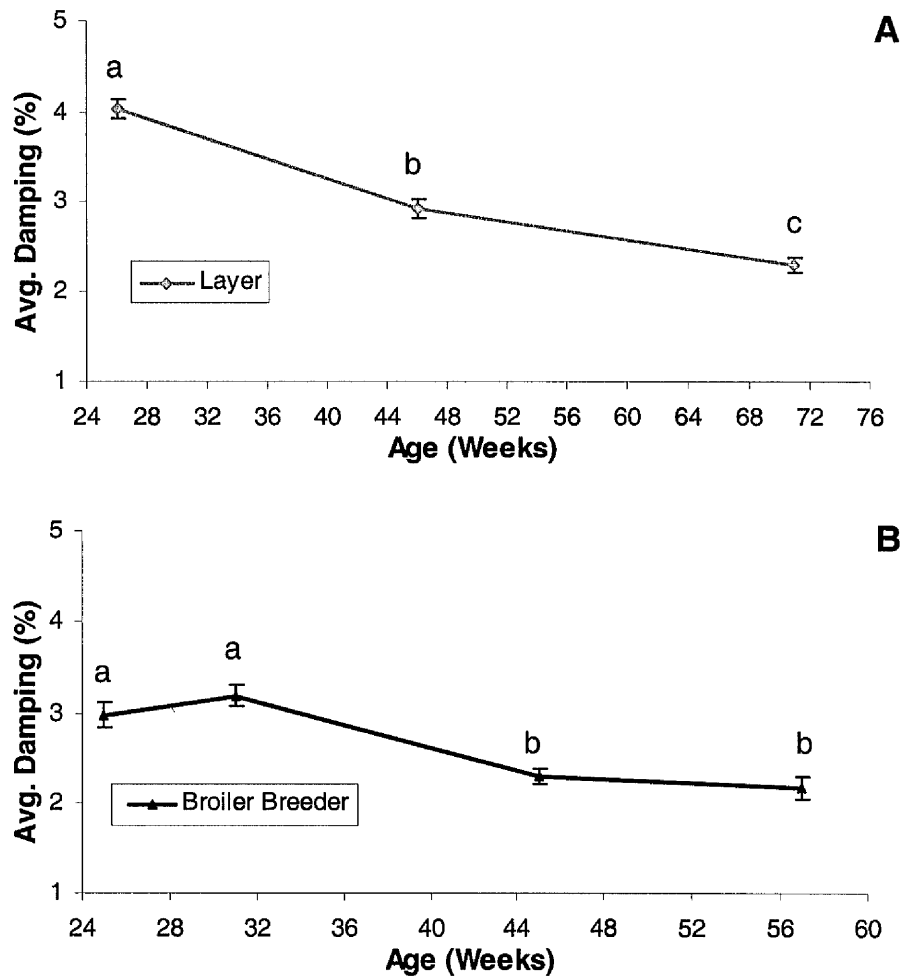 A
5
4
3
2
1
Avg. Damping (%)
a
b
c
Layer
24 28 32 36 40 44 48 52 56 60 64 68 72 76
Age (Weeks)
B
5
4
3
2
1
Avg. Damping (%)
a
a
b
b
Broiler Breeder
24 28 32 36 40 44 48 52 56 60
Age (Weeks)